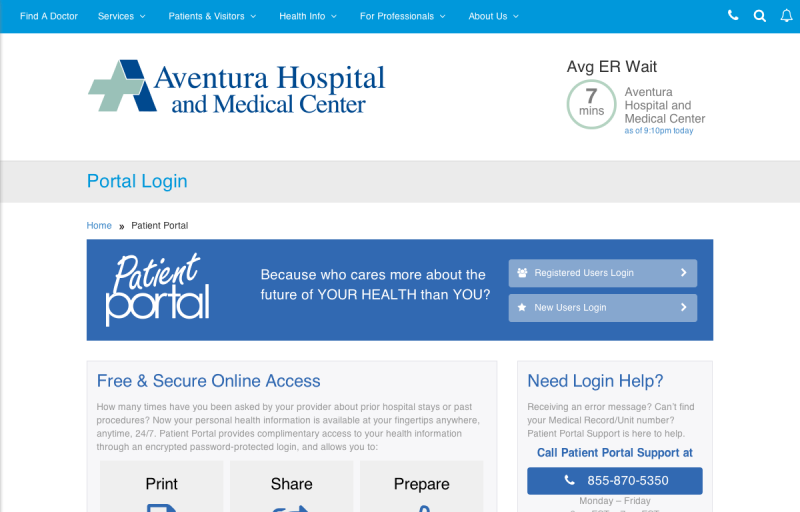 Find A Doctor Services Patients & Visitors Health Info For Professionals About Us
Aventura Hospital
and Medical Center
Avg ER Wait
7
mins
Aventura
Hospital and
Medical Center
as of 9:10pm today
Portal Login
Home » Patient Portal
Patient
portal
Because who cares more about the
future of YOUR HEALTH than YOU?
Registered Users Login
New Users Login
Free & Secure Online Access
How many times have you been asked by your provider about prior hospital stays or past
procedures? Now your personal health information is available at your fingertips anywhere,
anytime, 24/7. Patient Portal provides complimentary access to your health information
through an encrypted password-protected login, and allows you to:
Print Share Prepare
Need Login Help?
Receiving an error message? Can't find
your Medical Record/Unit number?
Patient Portal Support is here to help.
Call Patient Portal Support at
855-870-5350
Monday – Friday